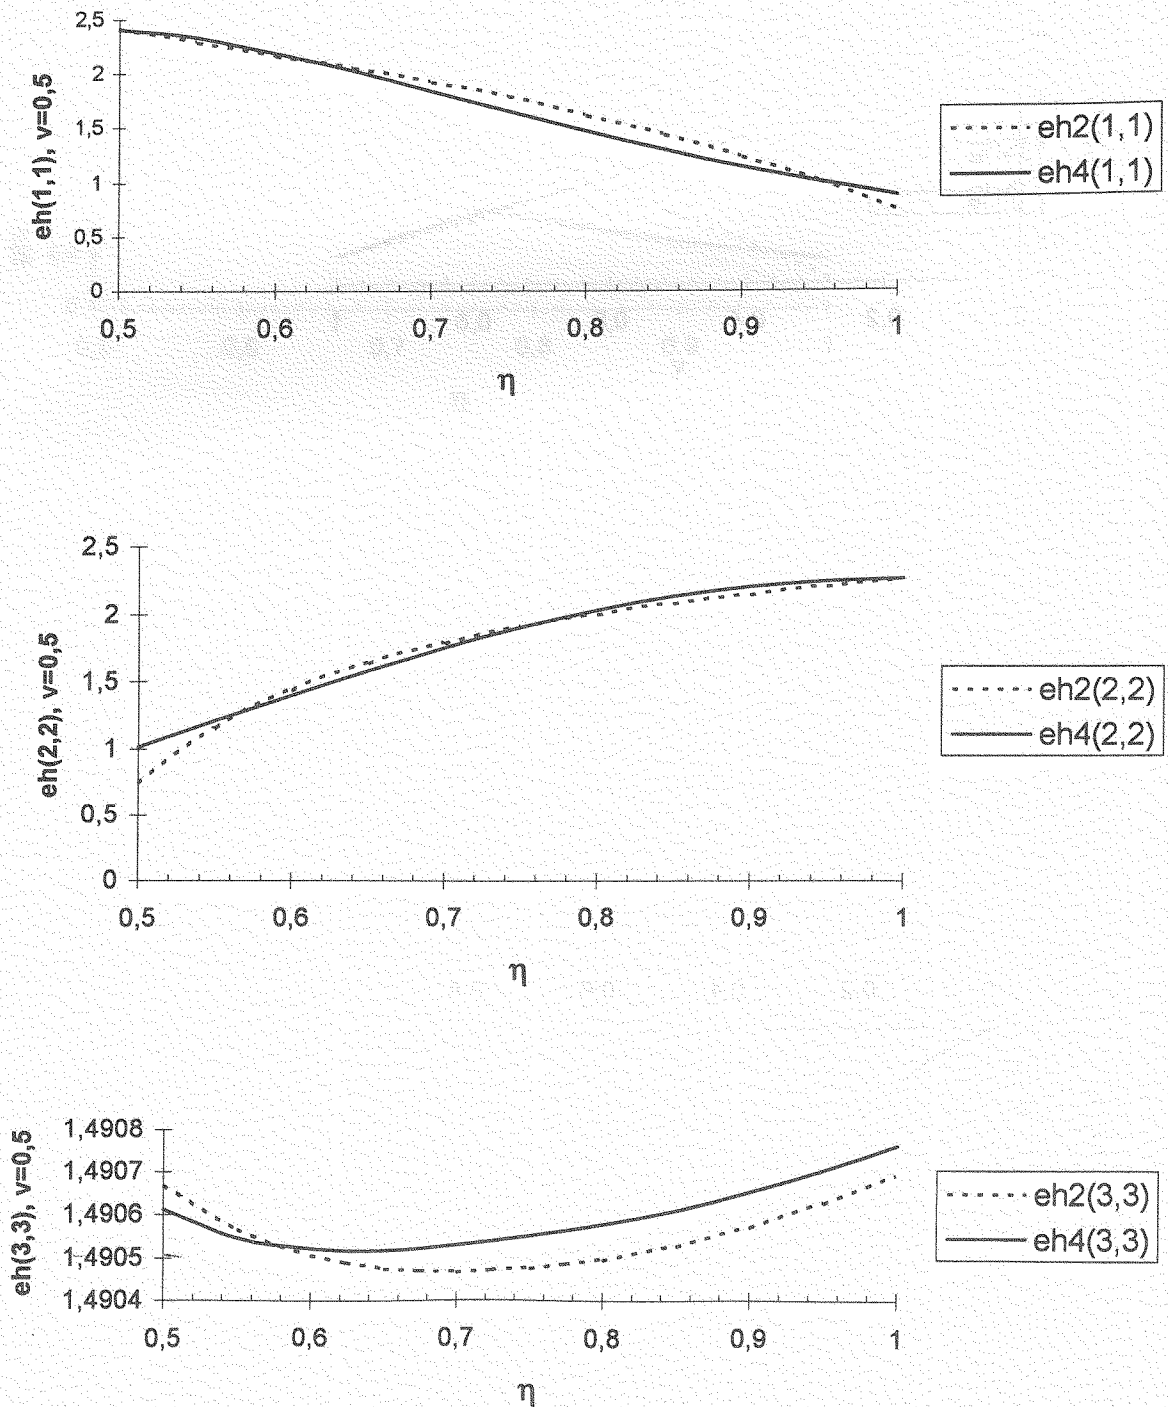 2,5
2
1,5
1
0,5
0
eh(1,1), v=0,5
0,5 0,6 0,7 0,8 0,9 1
η
eh2(1,1)
eh4(1,1)
2,5
2
1,5
1
0,5
0
eh(2,2), v=0,5
0,5 0,6 0,7 0,8 0,9 1
η
eh2(2,2)
eh4(2,2)
1,4908
1,4907
1,4906
1,4905
1,4904
eh(3,3), v=0,5
0,5 0,6 0,7 0,8 0,9 1
η
eh2(3,3)
eh4(3,3)